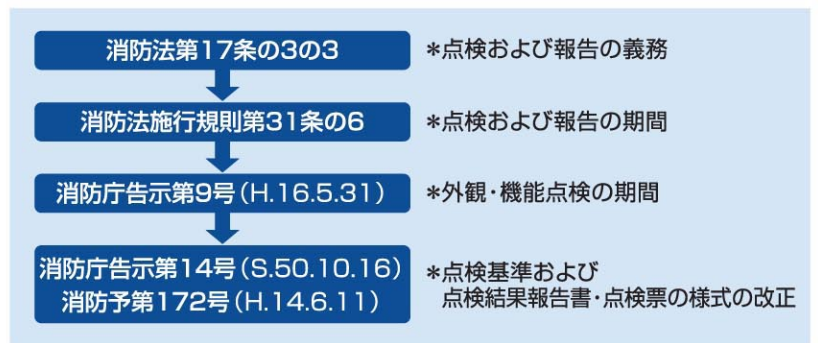 消防法第17条の3の3
＊点検および報告の義務
消防法施行規則第31条の6
＊点検および報告の期間
消防庁告示第9号(H.16.5.31)
＊外観・機能点検の期間
消防庁告示第14号(S.50.10.16)
消防予第172号(H.14.6.11)
＊点検基準および
点検結果報告書・点検票の様式の改正